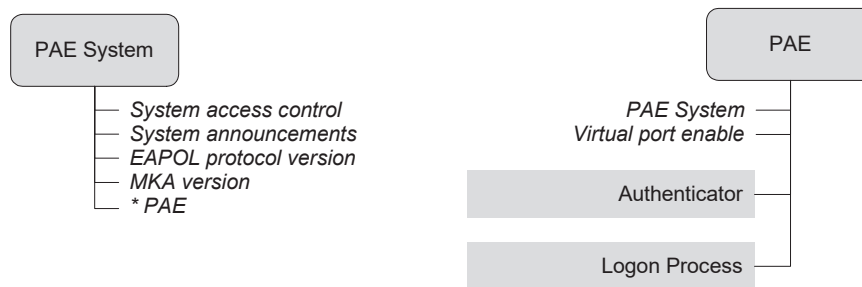 PAE System
System access control
System announcements
EAPOL protocol version
MKA version
* PAE
PAE
PAE System
Virtual port enable
Authenticator
Logon Process